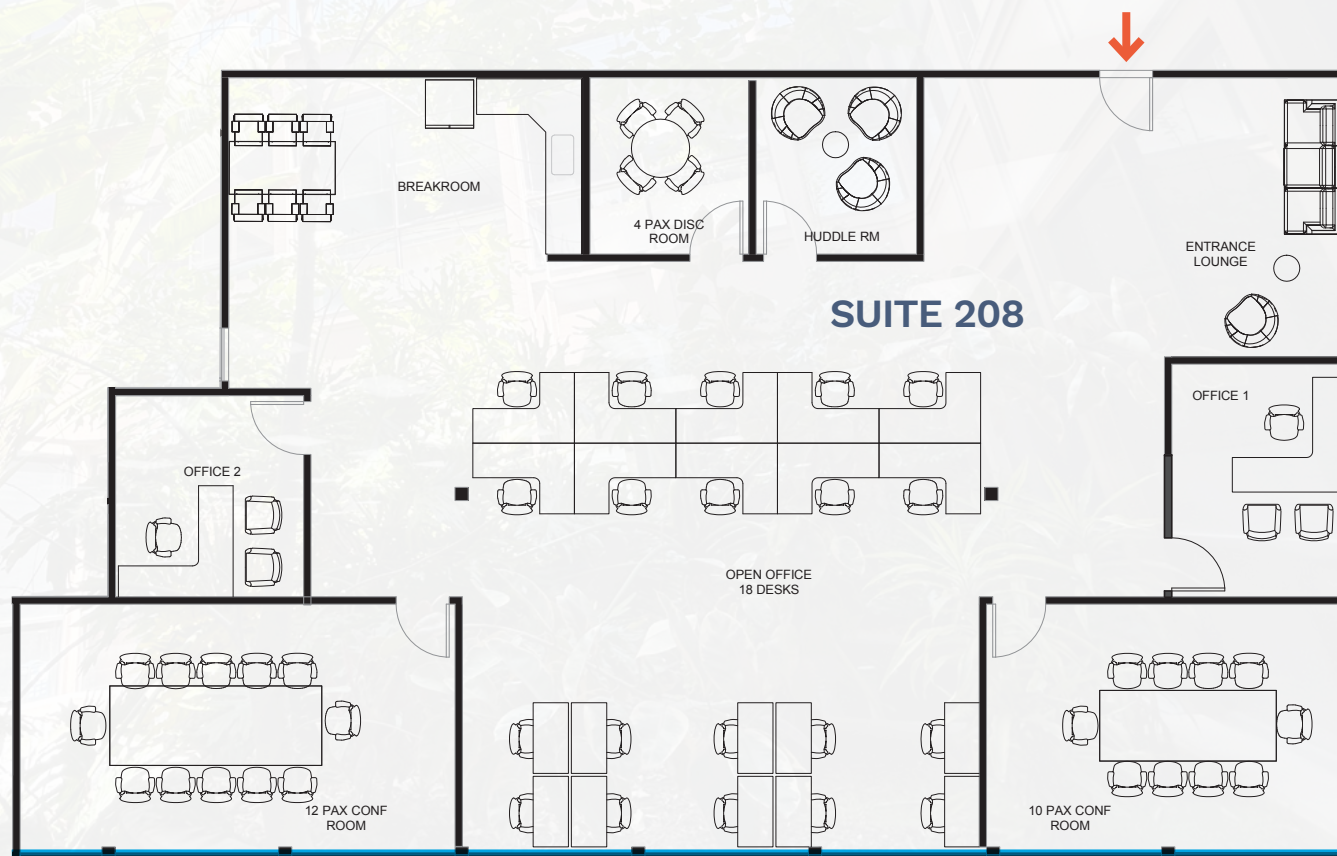 BREAKROOM
4 PAX DISC
ROOM
HUDDLE RM
ENTRANCE
LOUNGE
SUITE 208
OFFICE 1
OFFICE 2
OPEN OFFICE
18 DESKS
12 PAX CONF
ROOM
10 PAX CONF
ROOM